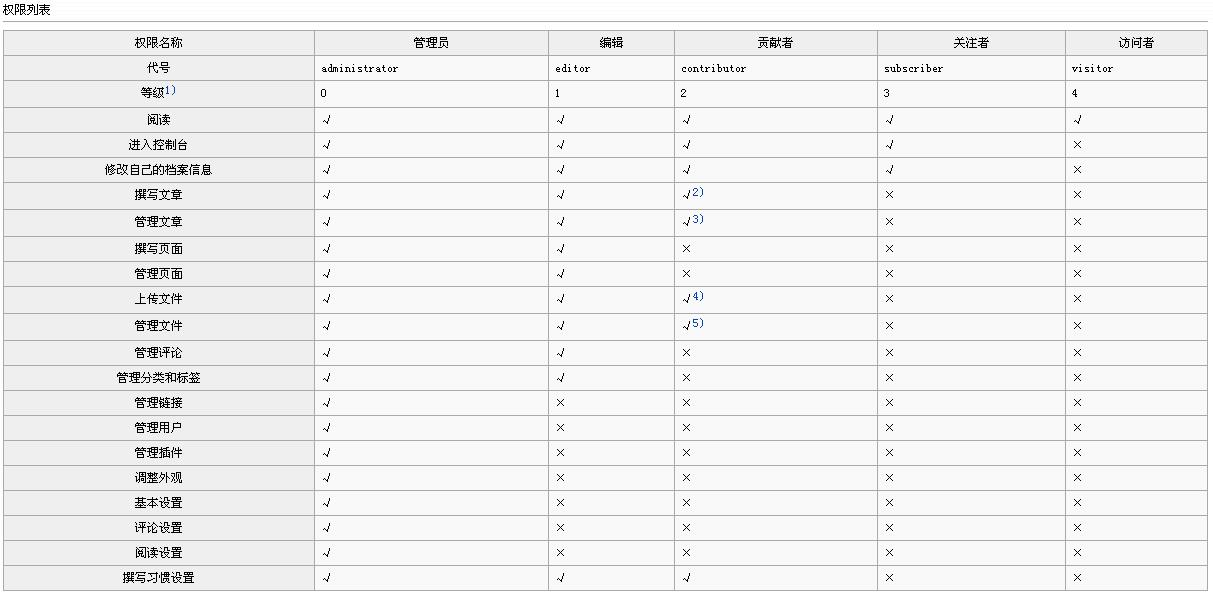 权限列表
权限名称 管理员 编辑 贡献者 关注者 访问者
代号 administrator editor contributor subscriber visitor
等级1) 0 1 2 3 4
阅读 √ √ √ √ √
进入控制台 √ √ √ √ ×
修改自己的档案信息 √ √ √ √ ×
撰写文章 √ √ √2) × ×
管理文章 √ √ √3) × ×
撰写页面 √ √ × × ×
管理页面 √ √ × × ×
上传文件 √ √ √4) × ×
管理文件 √ √ √5) × ×
管理评论 √ √ × × ×
管理分类和标签 √ √ × × ×
管理链接 √ × × × ×
管理用户 √ × × × ×
管理插件 √ × × × ×
调整外观 √ × × × ×
基本设置 √ × × × ×
评论设置 √ × × × ×
阅读设置 √ × × × ×
撰写习惯设置 √ √ √ × ×